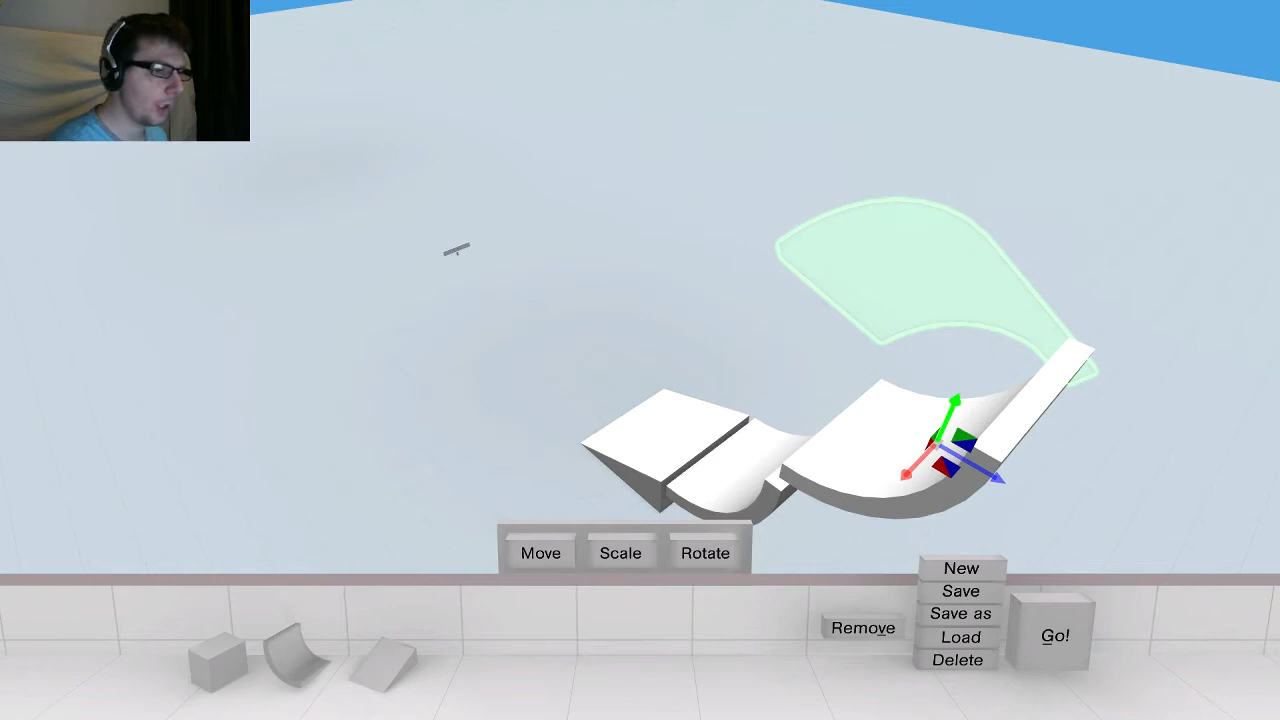 Move
Scale
Rotate
New
Save
Save as
Load
Delete
Remove
Go!